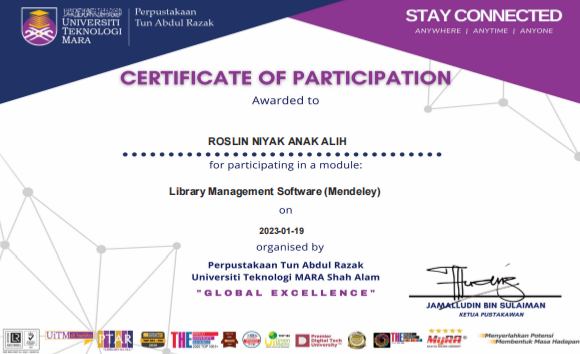 UNIVERSITI
TEKNOLOGI
MARA
Perpustakaan
Tun Abdul Razak
STAY CONNECTED
ANYWHERE | ANYTIME | ANYONE
CERTIFICATE OF PARTICIPATION
Awarded to
ROSLIN NIYAK ANAK ALIH
for participating in a module:
Library Management Software (Mendeley)
on
2023-01-19
organised by
Perpustakaan Tun Abdul Razak
Universiti Teknologi MARA Shah Alam
"GLOBAL EXCELLENCE"
JAMALLUDIN BIN SULAIMAN
KETUA PUSTAKAWAN
UiTM
PTAR
THE
Premier
Digital Tech
University
THE
MyRA
Menyerlahkan Potensi
Membentuk Masa Hadapan